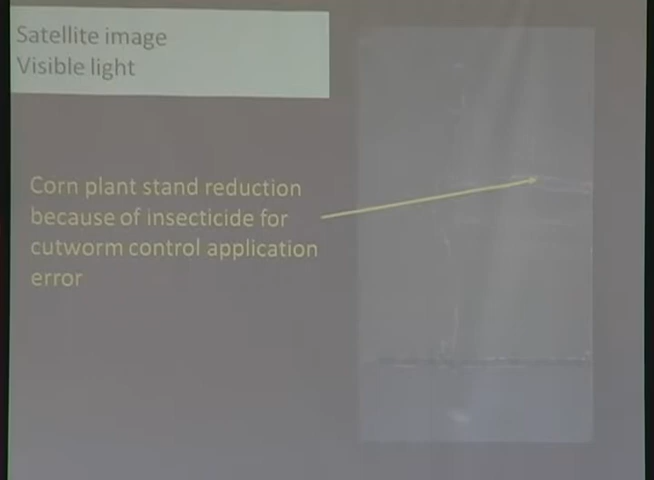 Satellite image
Visible light
Corn plant stand reduction
because of insecticide for
cutworm control application
error